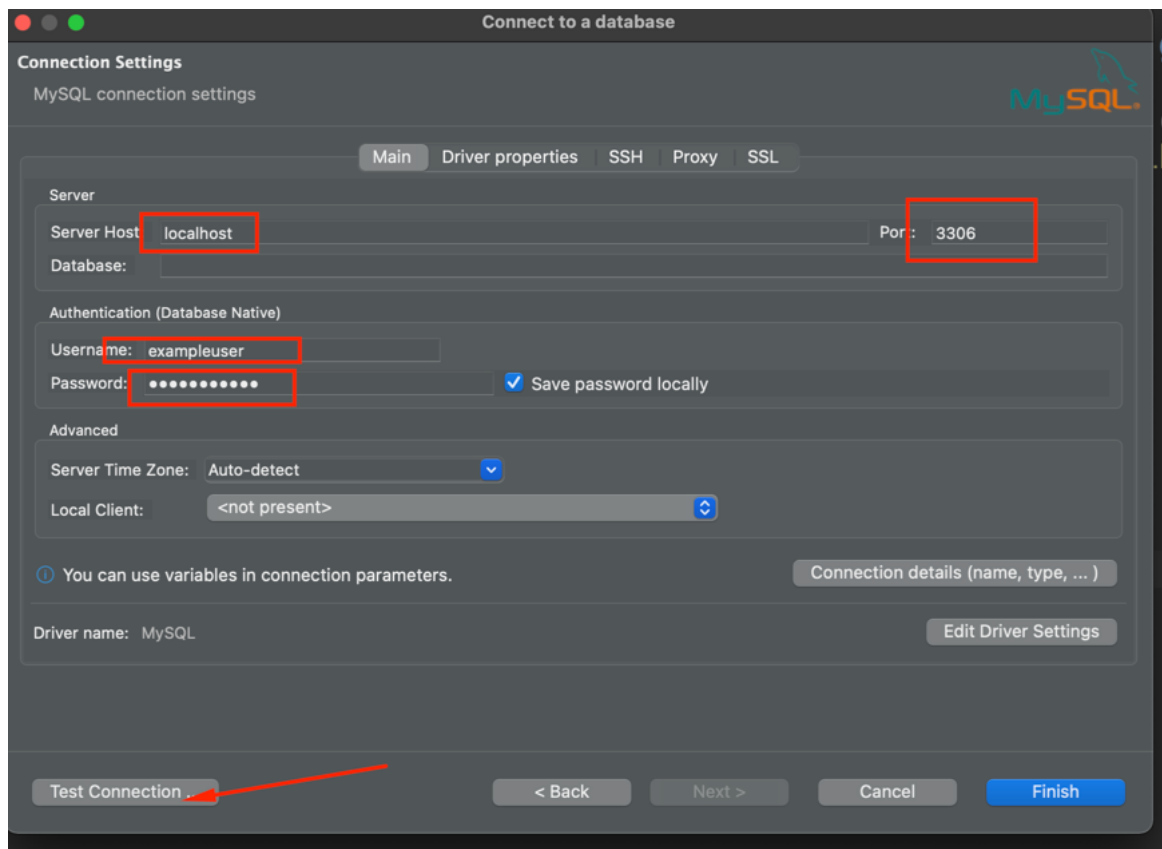 Connect to a database
Connection Settings
MySQL connection settings
MySQL®
Main Driver properties SSH Proxy SSL
Server
Server Host: localhost Port: 3306
Database:
Authentication (Database Native)
Username: exampleuser
Password: ••••••••••• Save password locally
Advanced
Server Time Zone: Auto-detect
Local Client: <not present>
You can use variables in connection parameters. Connection details (name, type, ... )
Driver name: MySQL Edit Driver Settings
Test Connection .. < Back Next > Cancel Finish